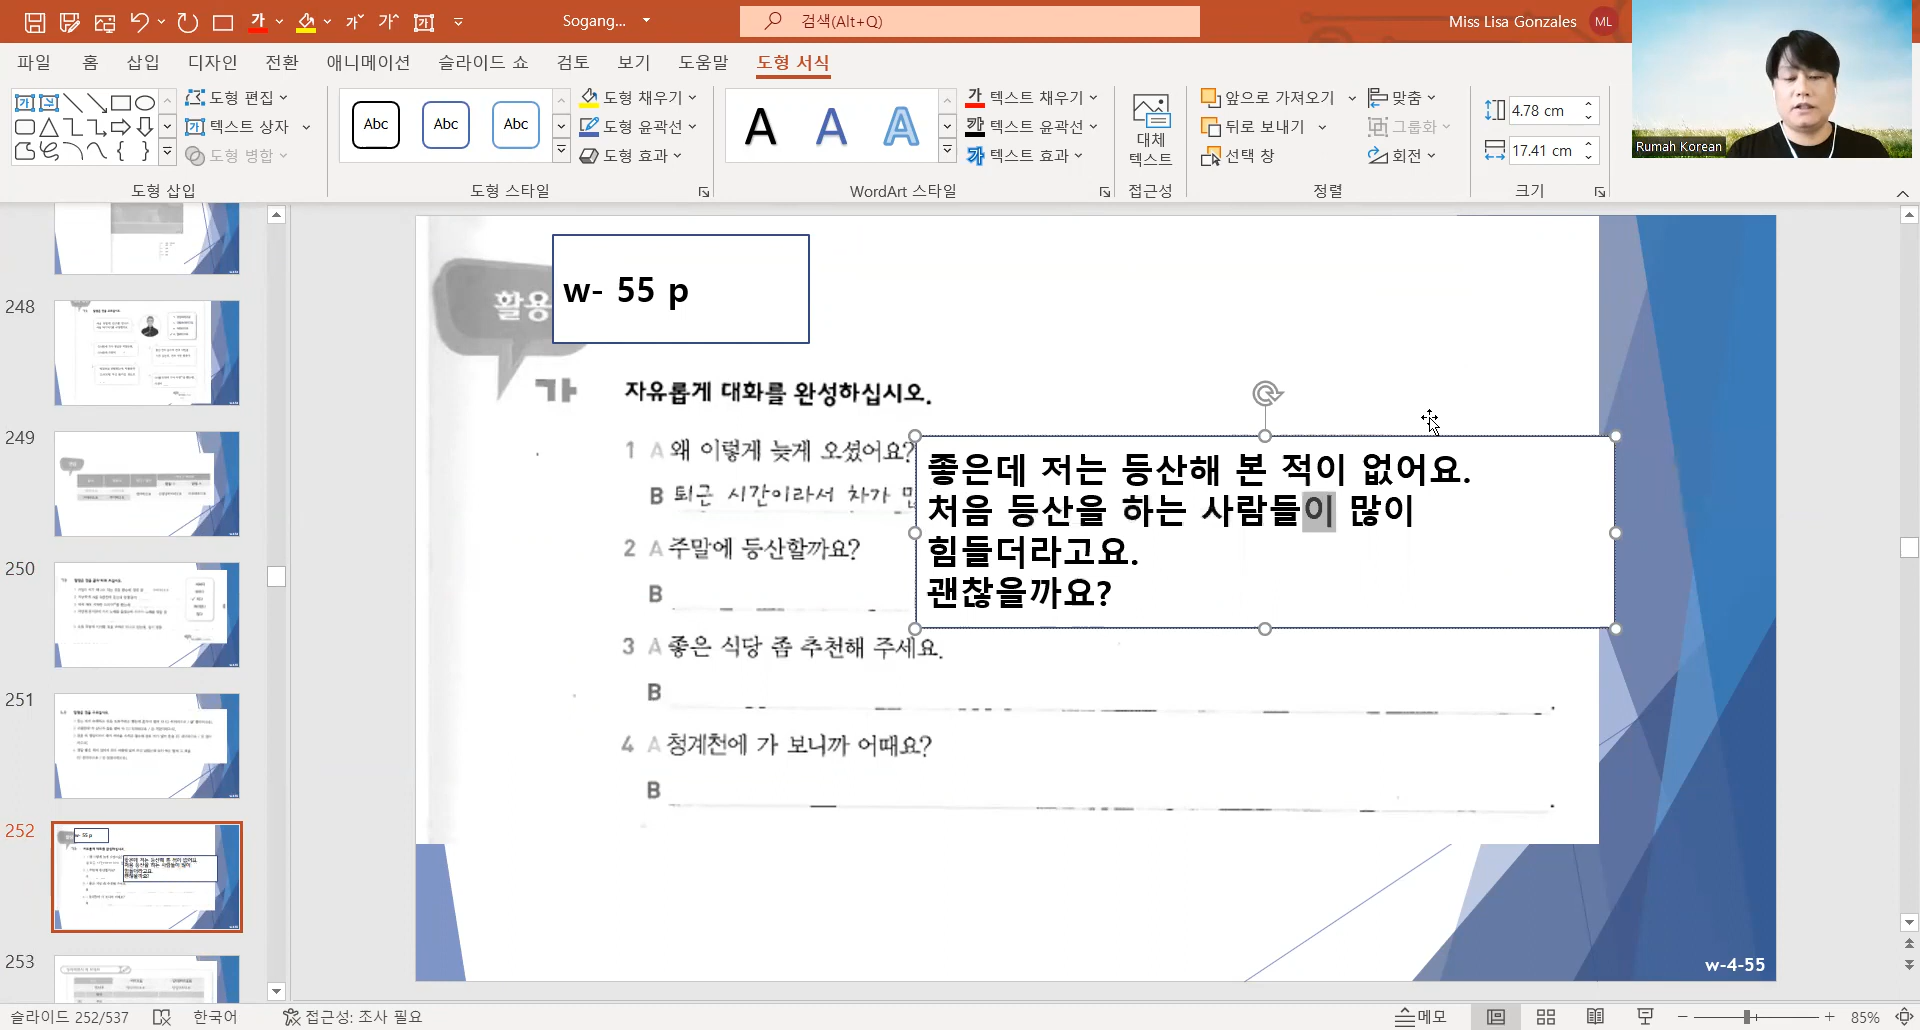 Sogang...
검색(Alt+Q)
Miss Lisa Gonzales
ML
파일 홈 삽입 디자인 전환 애니메이션 슬라이드 쇼 검토 보기 도움말 도형 서식
도형 편집
텍스트 상자
도형 병합
도형 삽입
Abc Abc Abc
도형 채우기
도형 윤곽선
도형 효과
도형 스타일
A A A
텍스트 채우기
텍스트 윤곽선
텍스트 효과
WordArt 스타일
대체
텍스트
접근성
앞으로 가져오기
뒤로 보내기
선택 창
맞춤
그룹화
회전
정렬
4.78 cm
17.41 cm
크기
Rumah Korean
248
249
250
251
252
253
활용
w- 55 p
가 자유롭게 대화를 완성하십시오.
1 A 왜 이렇게 늦게 오셨어요?
B 퇴근 시간이라서 차가
2 A 주말에 등산할까요?
B
3 A 좋은 식당 좀 추천해 주세요.
B
4 A 청계천에 가 보니까 어때요?
B
좋은데 저는 등산해 본 적이 없어요.
처음 등산을 하는 사람들이 많이
힘들더라고요.
괜찮을까요?
w-4-55
슬라이드 252/537 한국어 접근성: 조사 필요 메모 85%